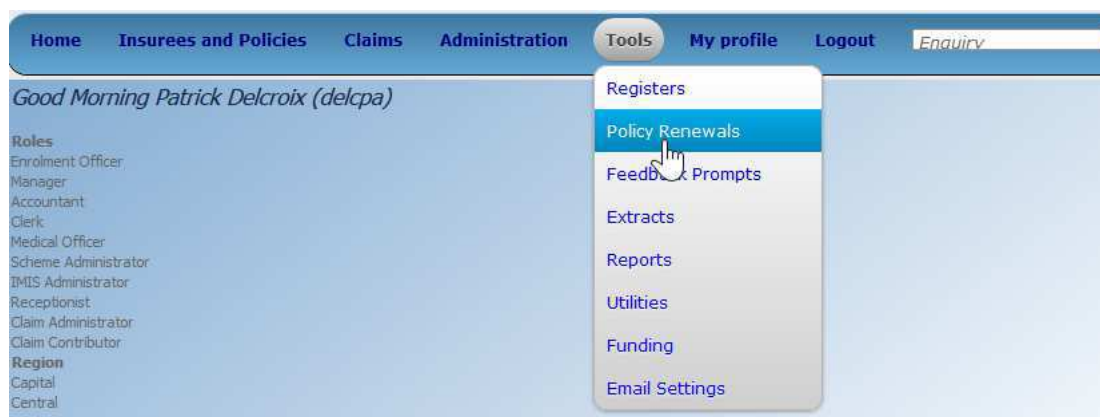 Home Insurees and Policies Claims Administration Tools My profile Logout Enquiry
Good Morning Patrick Delcroix (delcpa)
Roles
Enrolment Officer
Manager
Accountant
Clerk
Medical Officer
Scheme Administrator
IMIS Administrator
Receptionist
Claim Administrator
Claim Contributor
Region
Capital
Central
Registers
Policy Renewals
Feedback Prompts
Extracts
Reports
Utilities
Funding
Email Settings